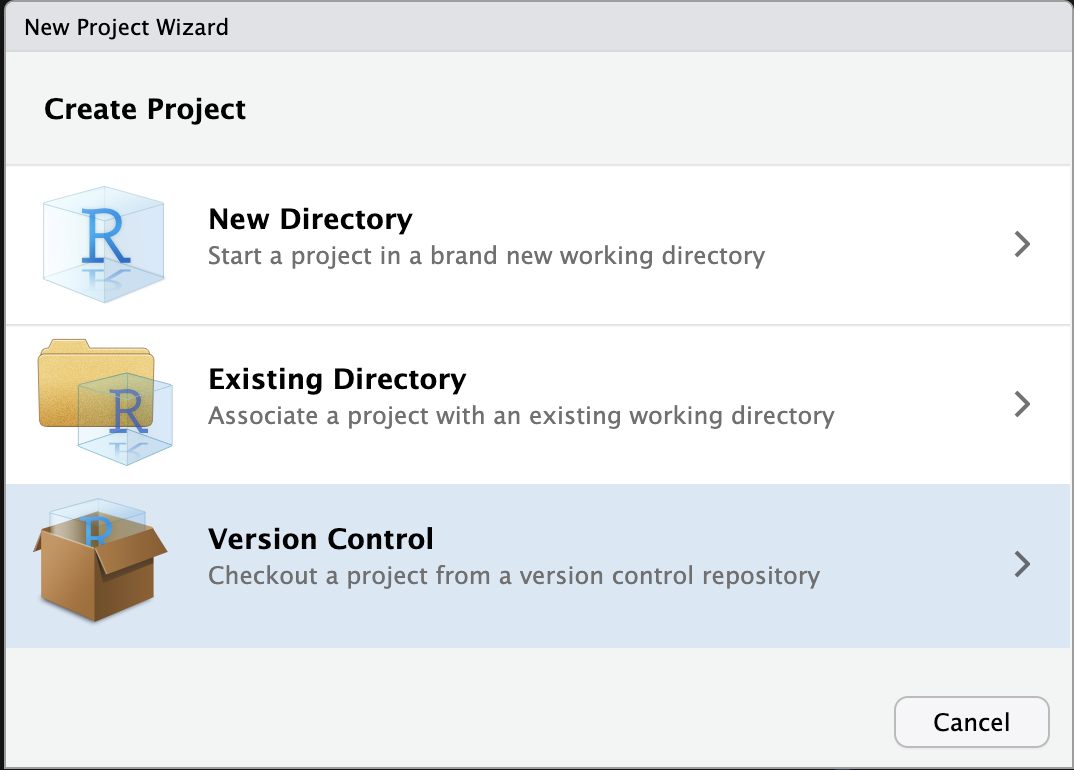 New Project Wizard
Create Project
R
New Directory
Start a project in a brand new working directory
R
Existing Directory
Associate a project with an existing working directory
R
Version Control
Checkout a project from a version control repository
Cancel